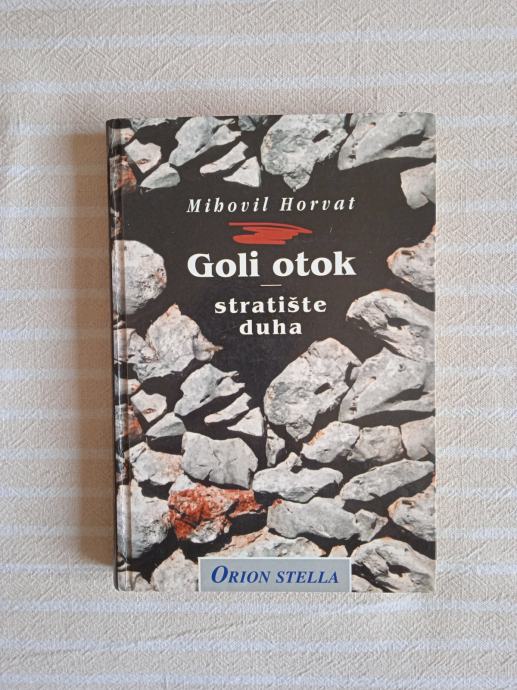 Mihovil Horvat
Goli otok
stratište
duha
ORION STELLA